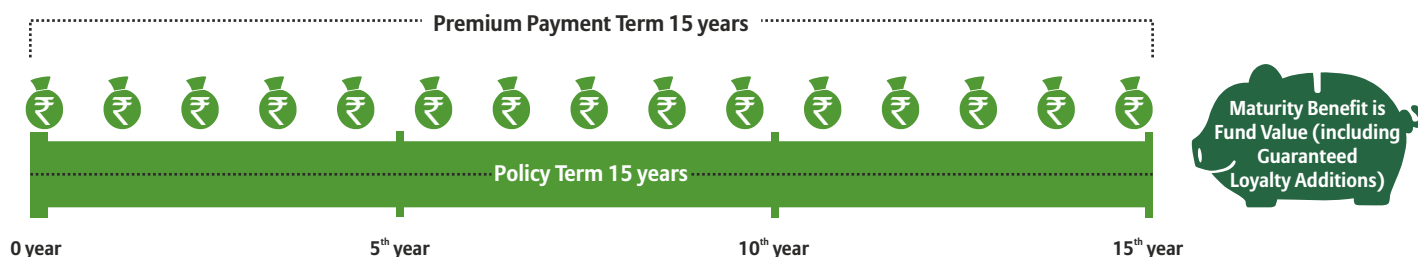 Premium Payment Term 15 years
₹ ₹ ₹ ₹ ₹ ₹ ₹ ₹ ₹ ₹ ₹ ₹ ₹ ₹ ₹
Maturity Benefit is
Fund Value (including
Guaranteed
Loyalty Additions)
Policy Term 15 years
0 year
5th year
10th year
15th year